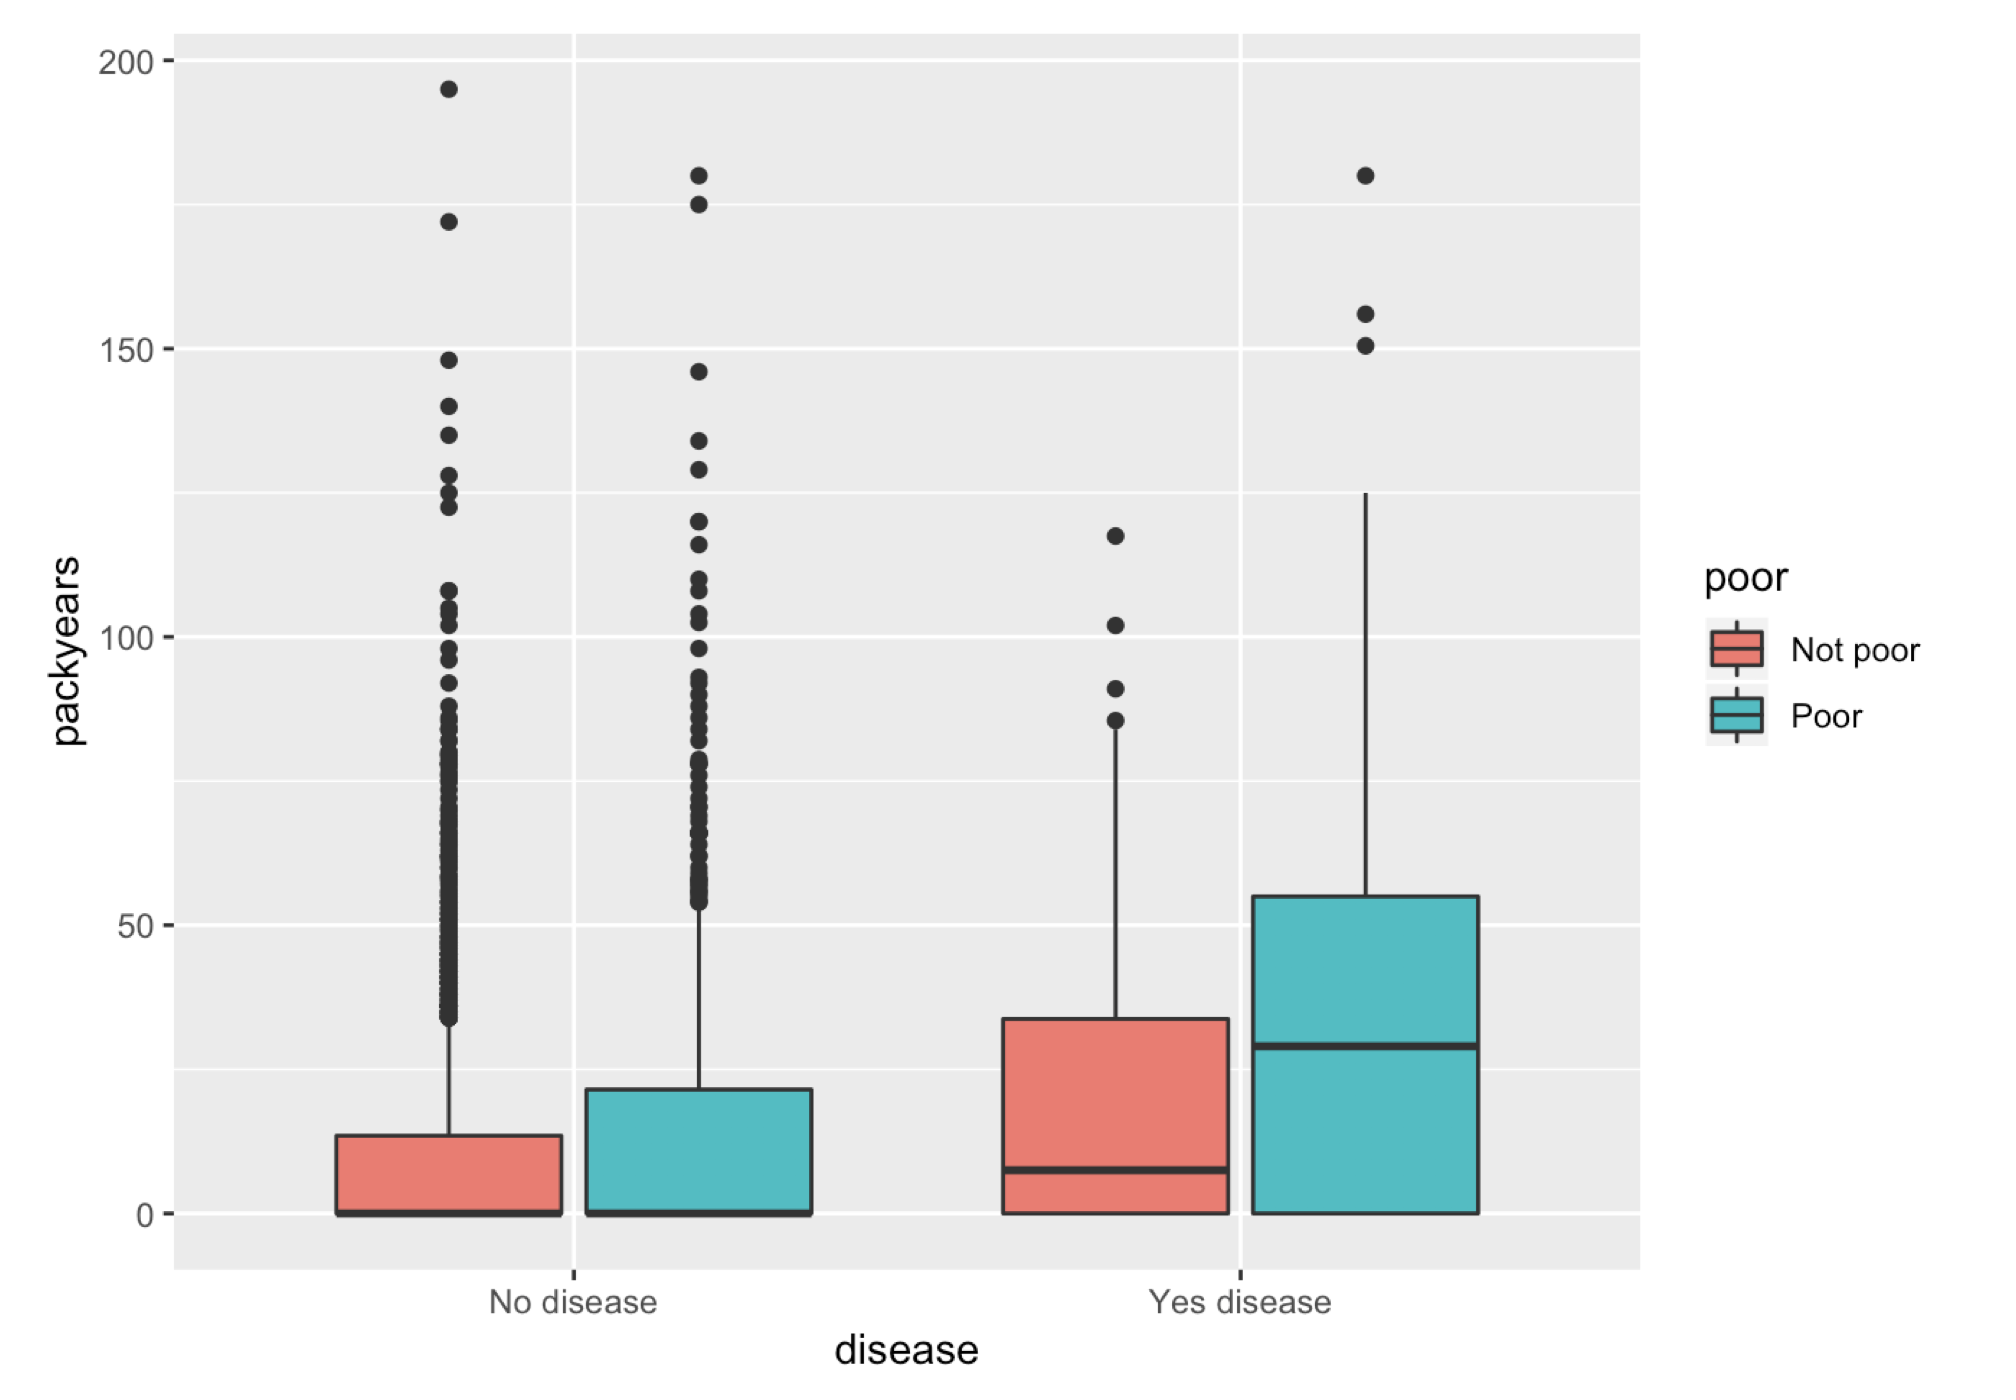 200
150
100
50
0
packyears
No disease
Yes disease
disease
poor
Not poor
Poor